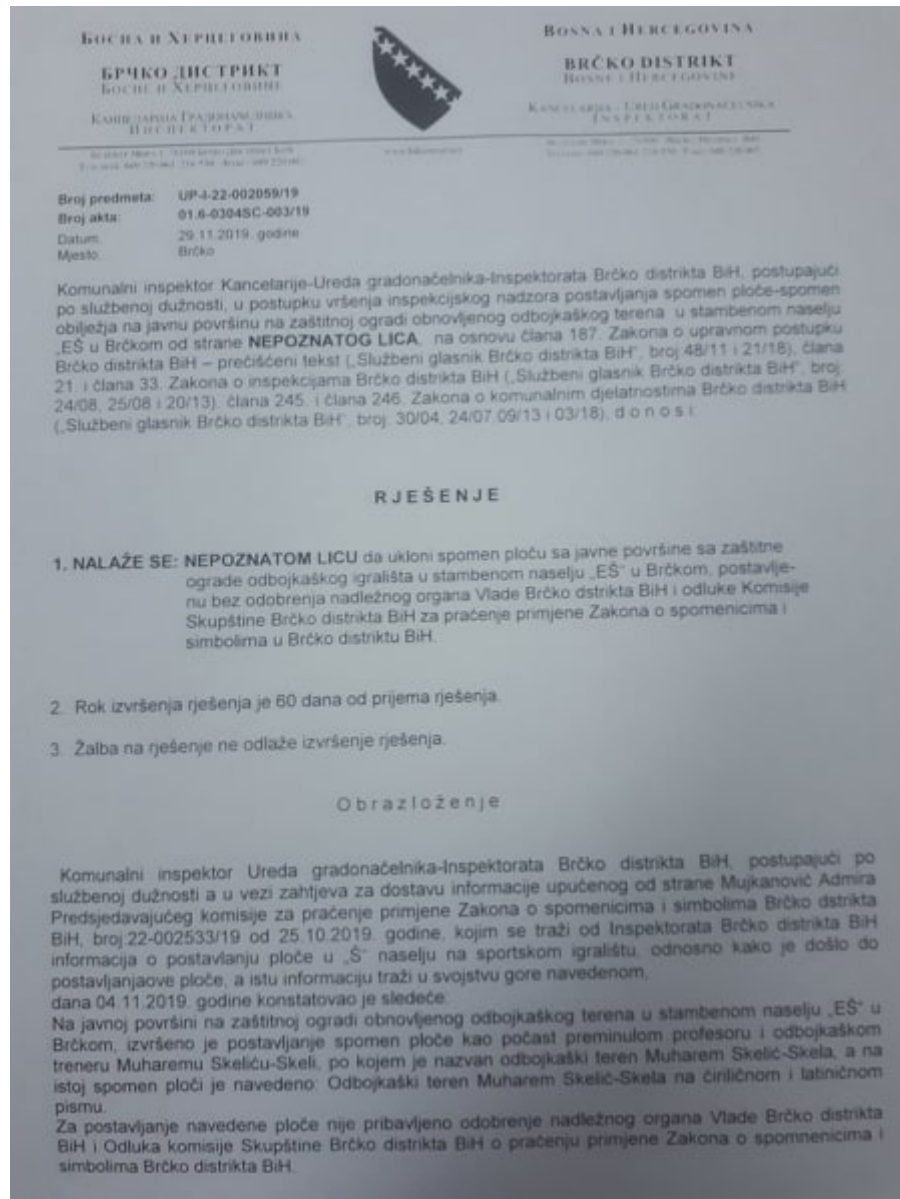 БОСНА И ХЕРЦЕГОВИНА
БРЧКО ДИСТРИКТ
БОСНЕ И ХЕРЦЕГОВИНЕ
КАНЦЕЛАРИЈА ГРАДОНАЧЕЛНИКА
ИНСПЕКТОРАТ
BOSNA I HERCEGOVINA
BRČKO DISTRIKT
BOSNE I HERCEGOVINE
KANCELARIJA - URED GRADONAČELNIKA
INSPEKTORAT
Broj predmeta: UP-I-22-002059/19
Broj akta: 01.6-0304SC-003/19
Datum: 29.11.2019. godine
Mjesto: Brčko
Komunalni inspektor Kancelarije-Ureda gradonačelnika-Inspektorata Brčko distrikta BiH, postupajući
po službenoj dužnosti, u postupku vršenja inspekcijskog nadzora postavljanja spomen ploče-spomen
obilježja na javnu površinu na zaštitnoj ogradi obnovljenog odbojkaškog terena u stambenom naselju
„EŠ u Brčkom od strane NEPOZNATOG LICA, na osnovu člana 187. Zakona o upravnom postupku
Brčko distrikta BiH – prečišćeni tekst („Službeni glasnik Brčko distrikta BiH“, broj 48/11 i 21/18), člana
21. i člana 33. Zakona o inspekcijama Brčko distrikta BiH („Službeni glasnik Brčko distrikta BiH“, broj:
24/08, 25/08 i 20/13). člana 245. i člana 246. Zakona o komunalnim djelatnostima Brčko distrikta BiH
(„Službeni glasnik Brčko distrikta BiH“, broj: 30/04, 24/07,09/13 i 03/18), d o n o s i:
RJEŠENJE
1. NALAŽE SE: NEPOZNATOM LICU da ukloni spomen ploču sa javne površine sa zaštitne
ograde odbojkaškog igrališta u stambenom naselju „EŠ“ u Brčkom, postavlje-
nu bez odobrenja nadležnog organa Vlade Brčko dstrikta BiH i odluke Komisije
Skupštine Brčko distrikta BiH za praćenje primjene Zakona o spomenicima i
simbolima u Brčko distriktu BiH.
2. Rok izvršenja rješenja je 60 dana od prijema rješenja.
3. Žalba na rješenje ne odlaže izvršenje rješenja.
O b r a z l o ž e n j e
Komunalni inspektor Ureda gradonačelnika-Inspektorata Brčko distrikta BiH, postupajući po
službenoj dužnosti a u vezi zahtjeva za dostavu informacije upućenog od strane Mujkanović Admira
Predsjedavajućeg komisije za praćenje primjene Zakona o spomenicima i simbolima Brčko dstrikta
BiH, broj:22-002533/19 od 25.10.2019. godine, kojim se traži od Inspektorata Brčko distrikta BiH
informacija o postavlanju ploče u „Š“ naselju na sportskom igralištu, odnosno kako je došlo do
postavljanjaove ploče, a istu informaciju traži u svojstvu gore navedenom,
dana 04.11.2019. godine konstatovao je sledeće:
Na javnoj površini na zaštitnoj ogradi obnovljenog odbojkaškog terena u stambenom naselju „EŠ“ u
Brčkom, izvršeno je postavljanje spomen ploče kao počast preminulom profesoru i odbojkaškom
treneru Muharemu Skeliću-Skeli, po kojem je nazvan odbojkaški teren Muharem Skelić-Skela, a na
istoj spomen ploči je navedeno: Odbojkaški teren Muharem Skelić-Skela na ćiriličnom i latiničnom
pismu.
Za postavljanje navedene ploče nije pribavljeno odobrenje nadležnog organa Vlade Brčko distrikta
BiH i Odluka komisije Skupštine Brčko distrikta BiH o praćenju primjene Zakona o spomnenicima i
simbolima Brčko distrikta BiH.